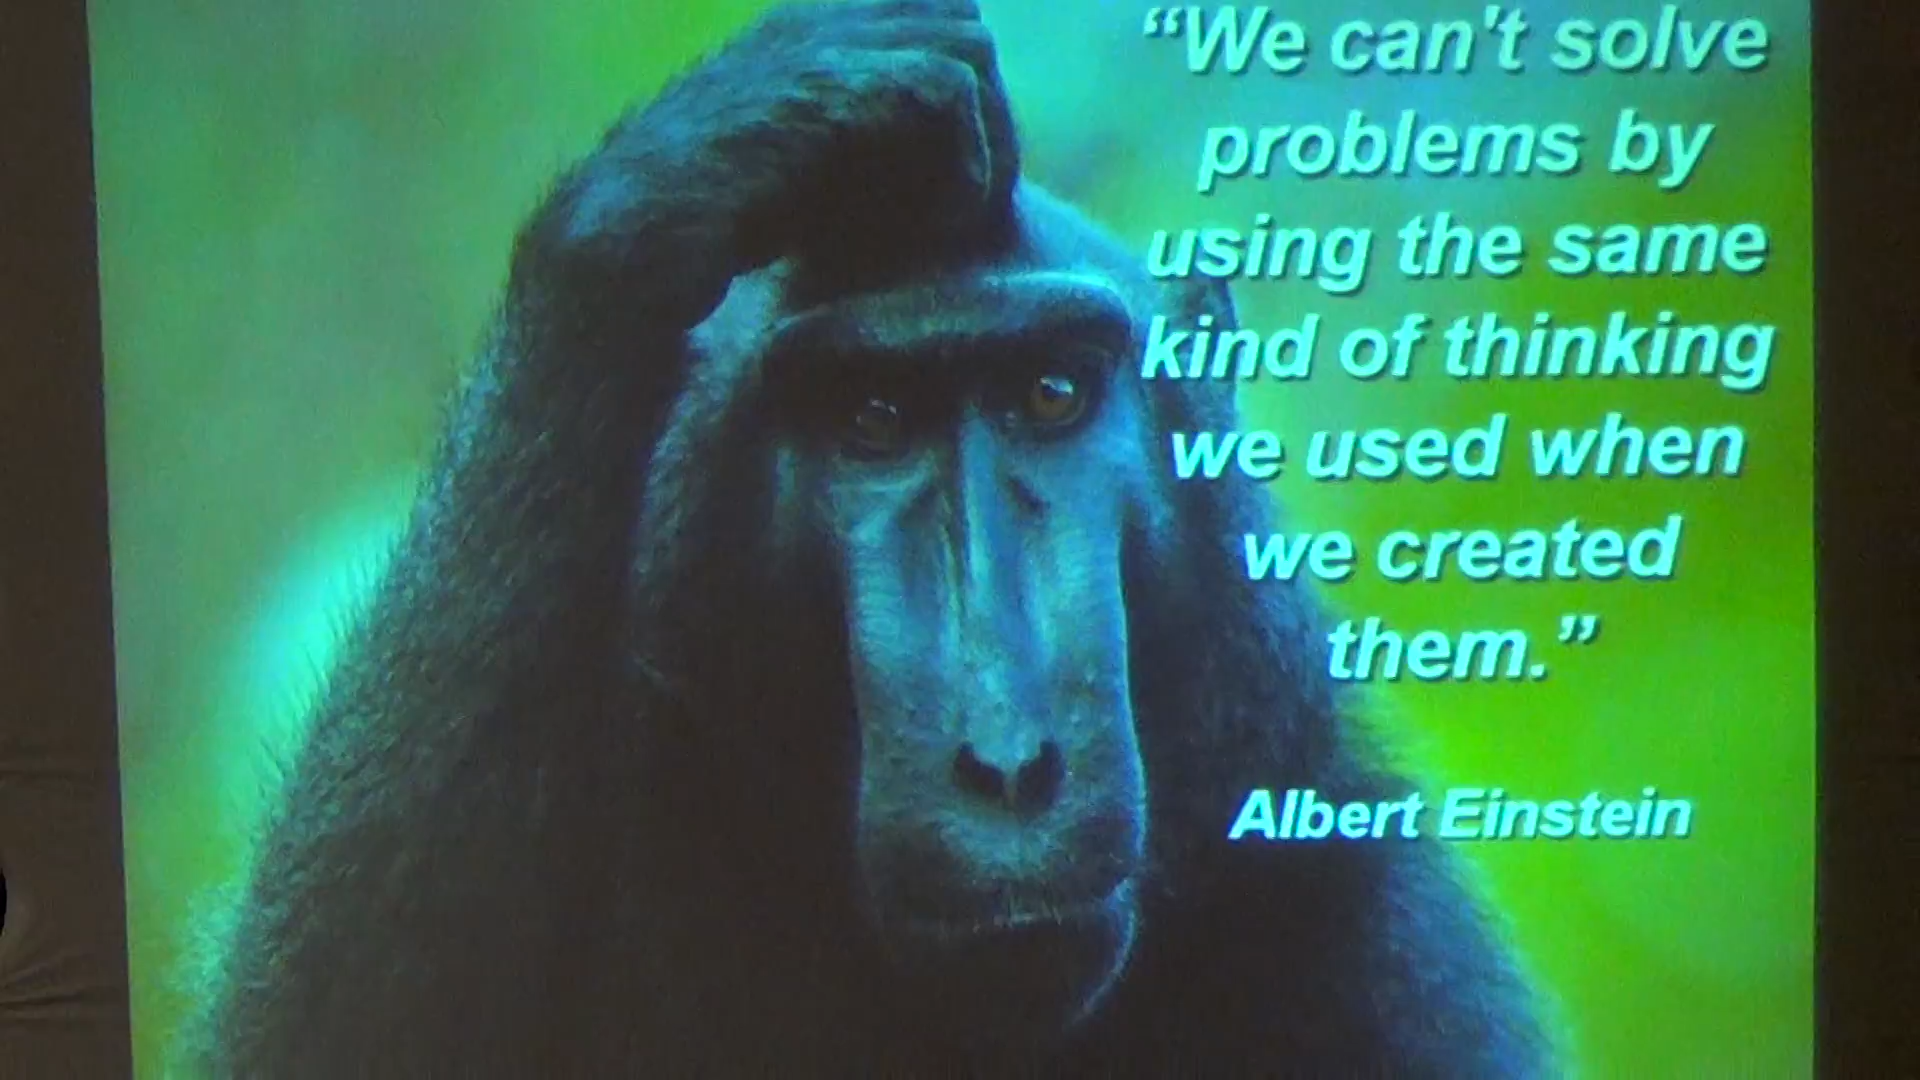 “We can't solve
problems by
using the same
kind of thinking
we used when
we created
them.”
Albert Einstein